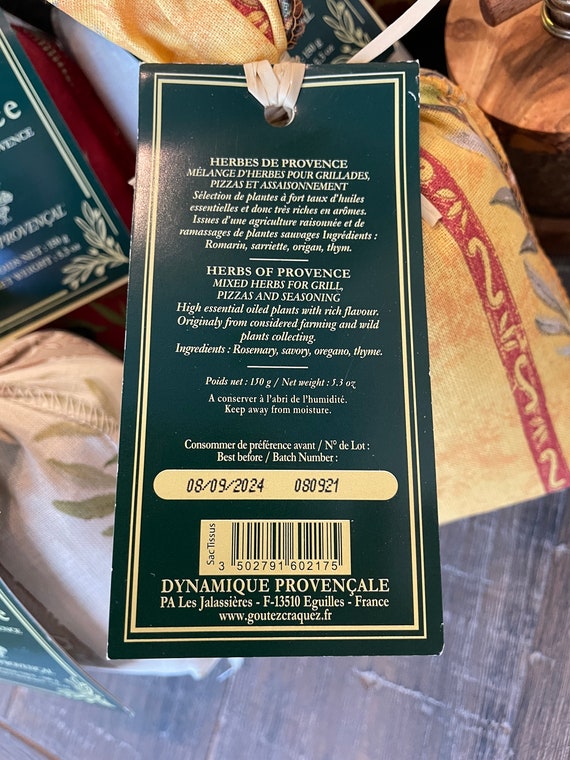 HERBES DE PROVENCE
MÉLANGE D'HERBES POUR GRILLADES,
PIZZAS ET ASSAISONNEMENT
Sélection de plantes à fort taux d'huiles
essentielles et donc très riches en arômes.
Issues d'une agriculture raisonnée et de
ramassages de plantes sauvages Ingrédients :
Romarin, sarriette, origan, thym.
HERBS OF PROVENCE
MIXED HERBS FOR GRILL,
PIZZAS AND SEASONING
High essential oiled plants with rich flavour.
Originaly from considered farming and wild
plants collecting.
Ingredients : Rosemary, savory, oregano, thyme.
Poids net : 150 g / Net weight : 5.3 oz
A conserver à l'abri de l'humidité.
Keep away from moisture.
Consommer de préférence avant / N° de Lot :
Best before / Batch Number :
08/09/2024 080921
SacTissus
3 502791 602175
DYNAMIQUE PROVENÇALE
PA Les Jalassières - F-13510 Eguilles - France
www.goutezcraquez.fr